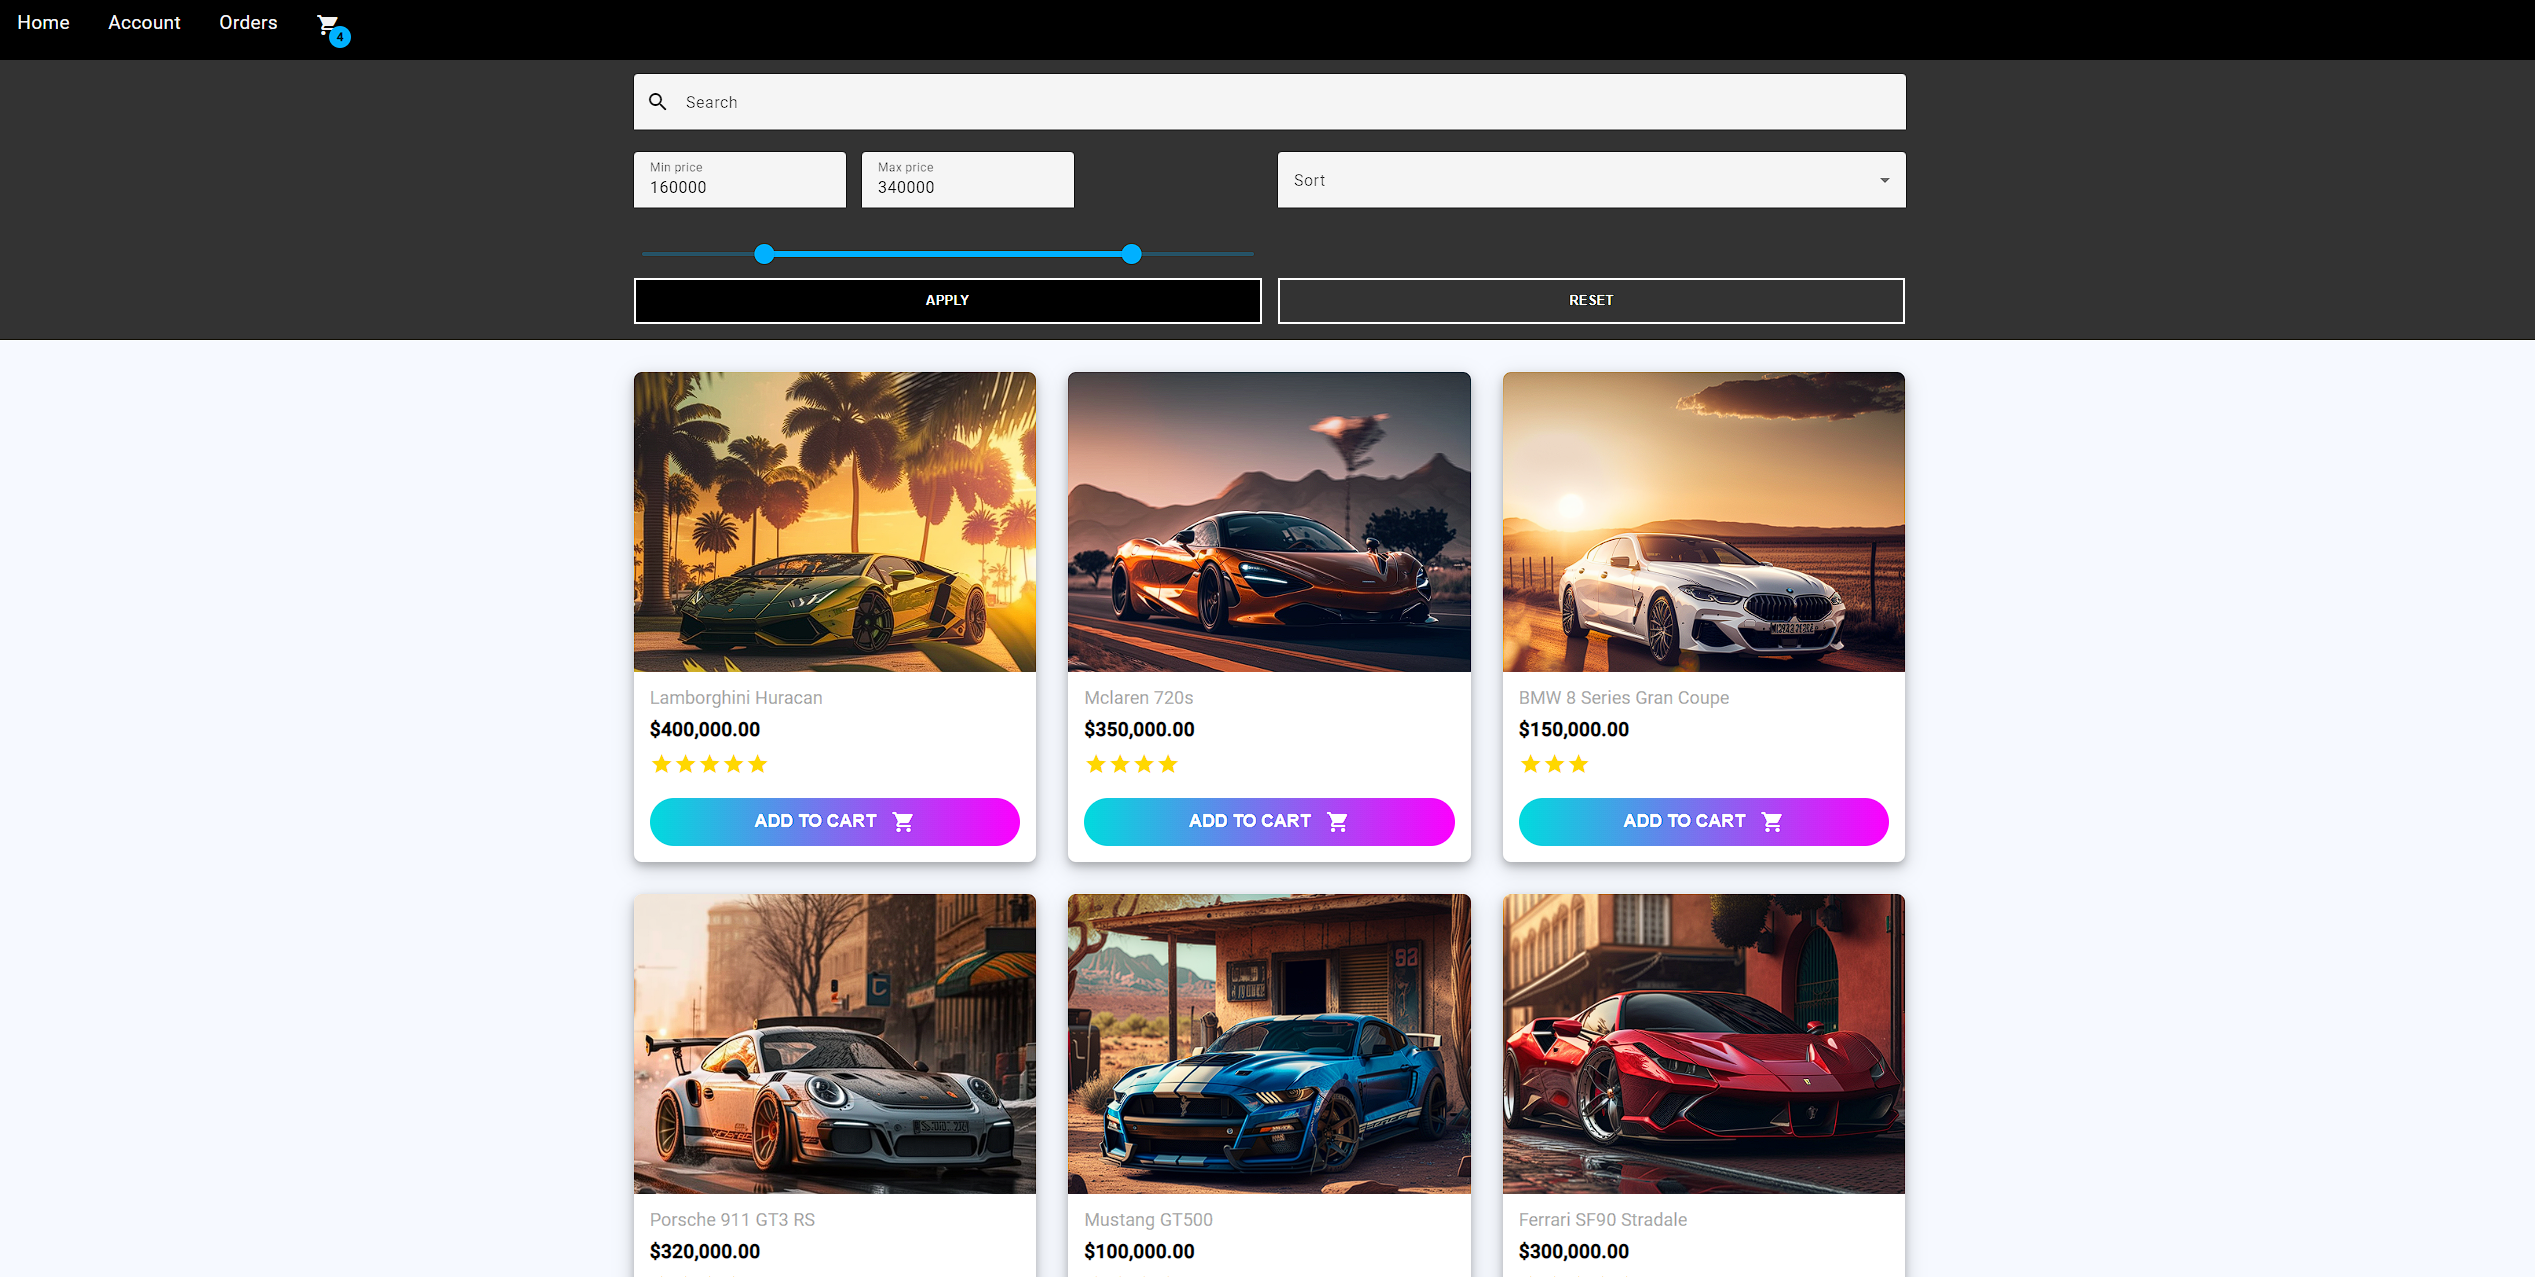 Home Account Orders 4
Search
Min price Max price
160000 340000 Sort
APPLY RESET
Lamborghini Huracan Mclaren 720s BMW 8 Series Gran Coupe
$400,000.00 $350,000.00 $150,000.00
ADD TO CART ADD TO CART ADD TO CART
Porsche 911 GT3 RS Mustang GT500 Ferrari SF90 Stradale
$320,000.00 $100,000.00 $300,000.00